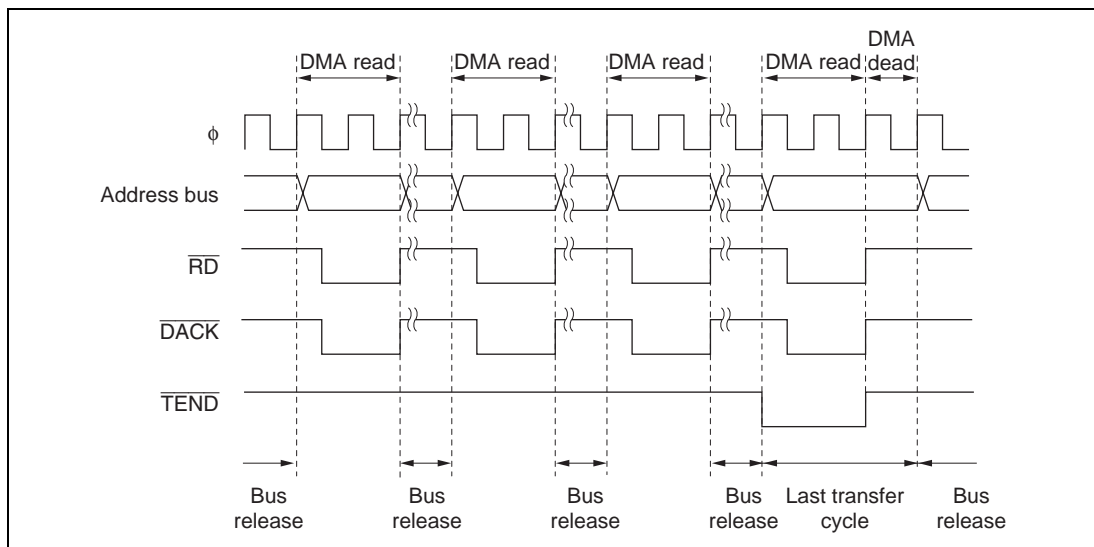 DMA read DMA read DMA read DMA read DMA dead
ϕ
Address bus
RD
DACK
TEND
Bus release Bus release Bus release Bus release Last transfer cycle Bus release